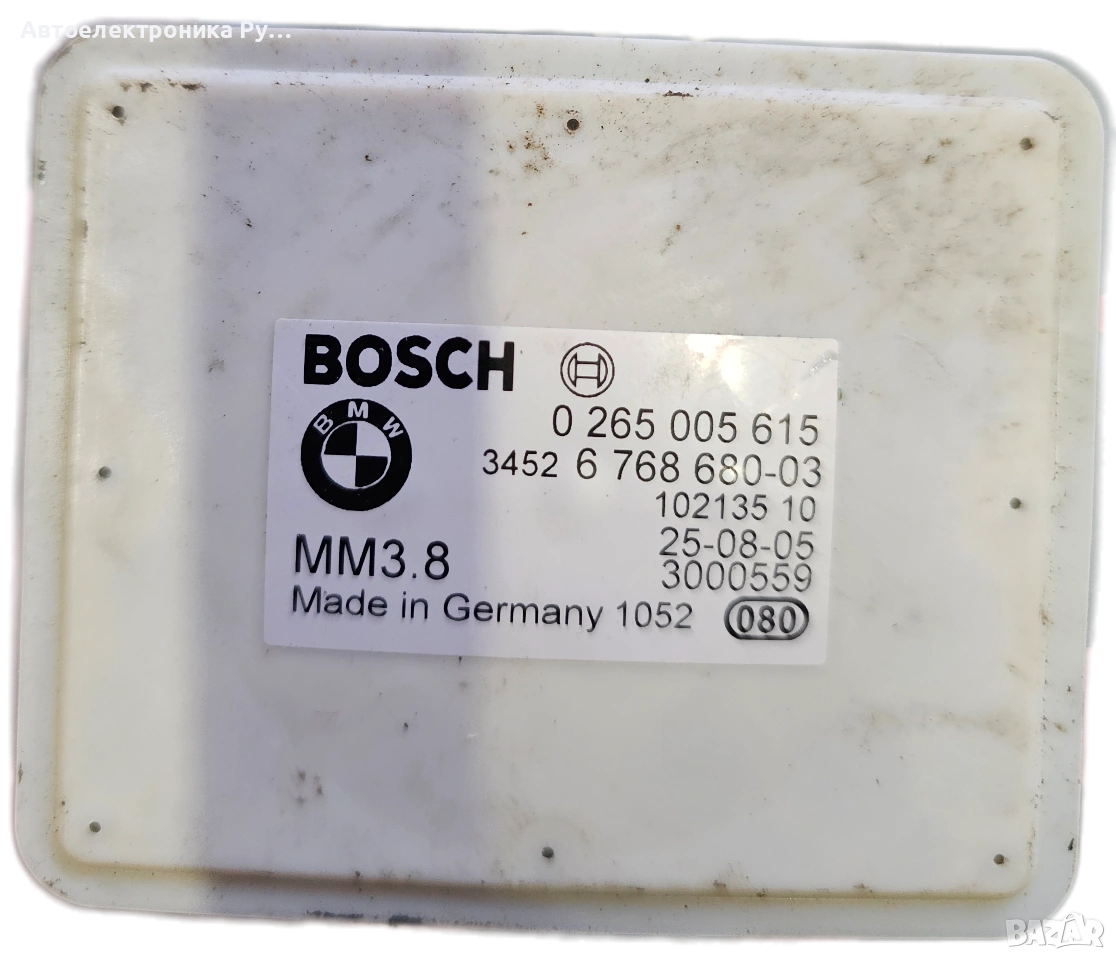 Автоелектроника Ру...
BOSCH
0 265 005 615
BMW
3452 6 768 680-03
102135 10
25-08-05
MM3.8
3000559
Made in Germany 1052 080
BAZAR